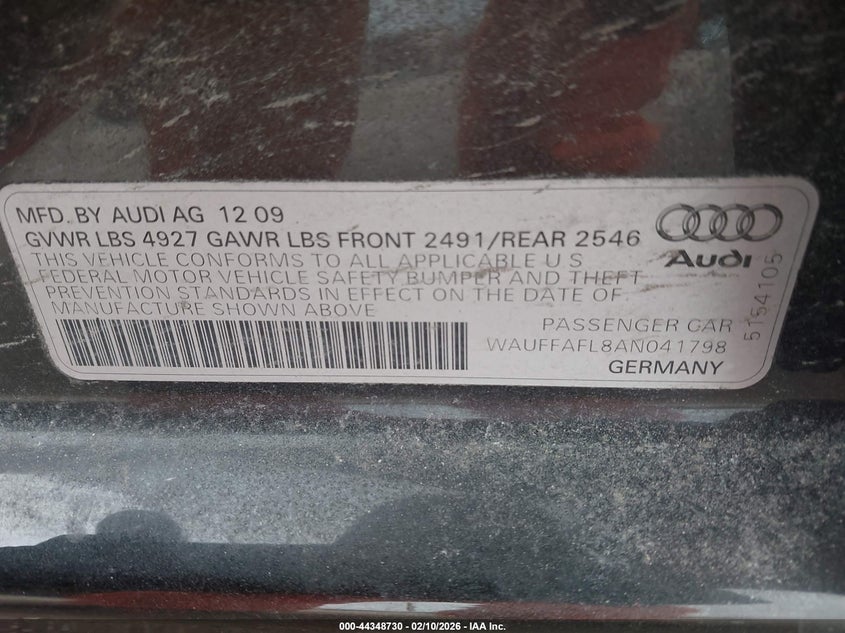 MFD. BY AUDI AG 12 09
GVWR LBS 4927 GAWR LBS FRONT 2491/REAR 2546
THIS VEHICLE CONFORMS TO ALL APPLICABLE U S
FEDERAL MOTOR VEHICLE SAFETY BUMPER AND THEFT
PREVENTION STANDARDS IN EFFECT ON THE DATE OF
MANUFACTURE SHOWN ABOVE
Audi
PASSENGER CAR
WAUFFAFL8AN041798
GERMANY
5154105
000-44348730 - 02/10/2026 - IAA Inc.